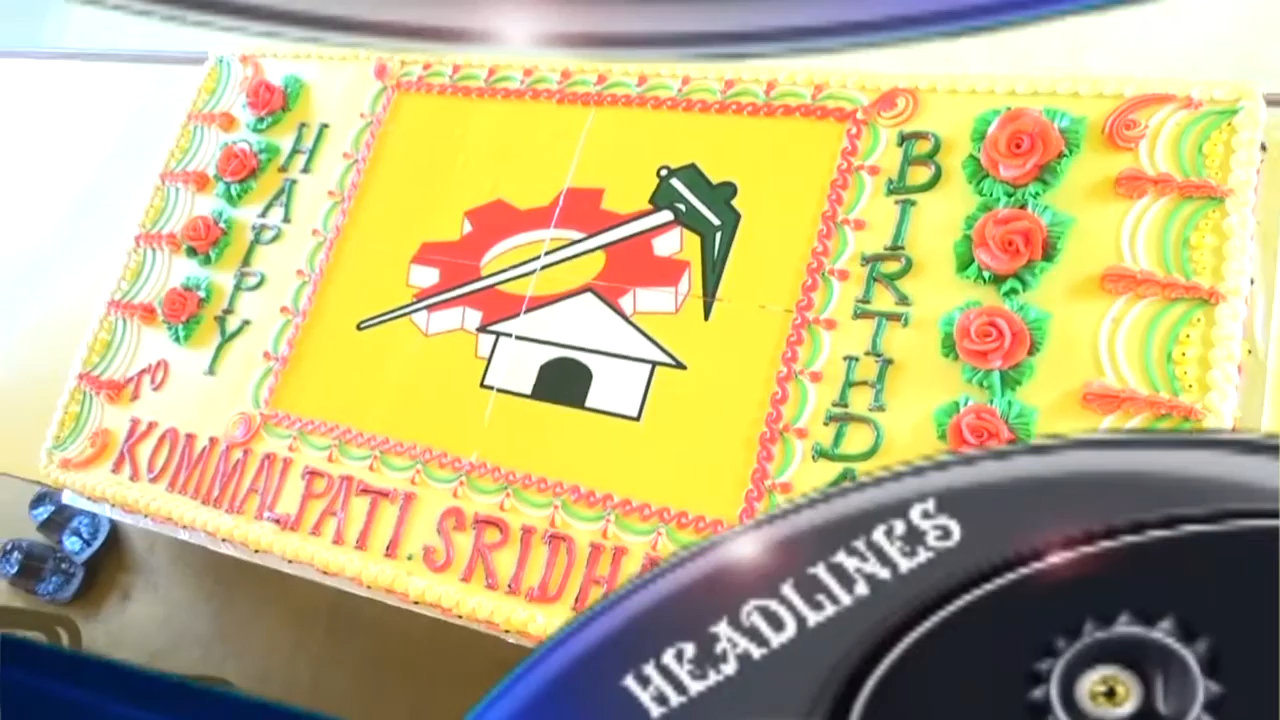 HAPPY
BIRTHD
TO
KOMMALPATI SRIDH
HEADLINES